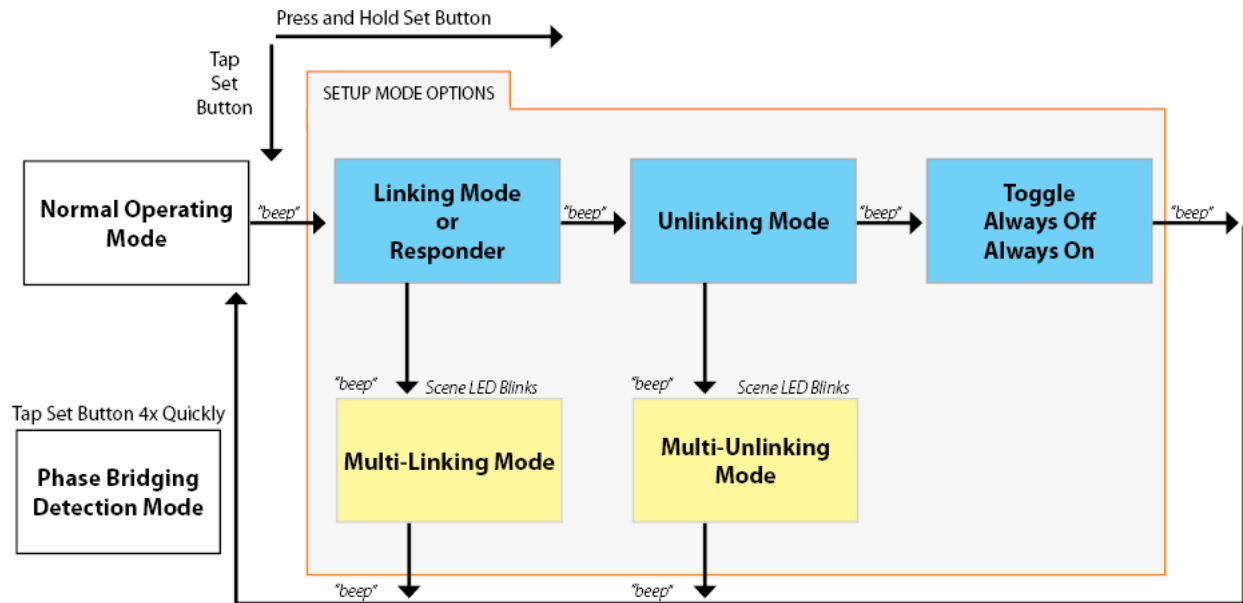 Press and Hold Set Button
Tap
Set
Button
SETUP MODE OPTIONS
Normal Operating
Mode
"beep"
Linking Mode
or
Responder
"beep"
Unlinking Mode
"beep"
Toggle
Always Off
Always On
"beep"
"beep"
Scene LED Blinks
"beep"
Scene LED Blinks
Tap Set Button 4x Quickly
Phase Bridging
Detection Mode
Multi-Linking Mode
Multi-Unlinking
Mode
"beep"
"beep"